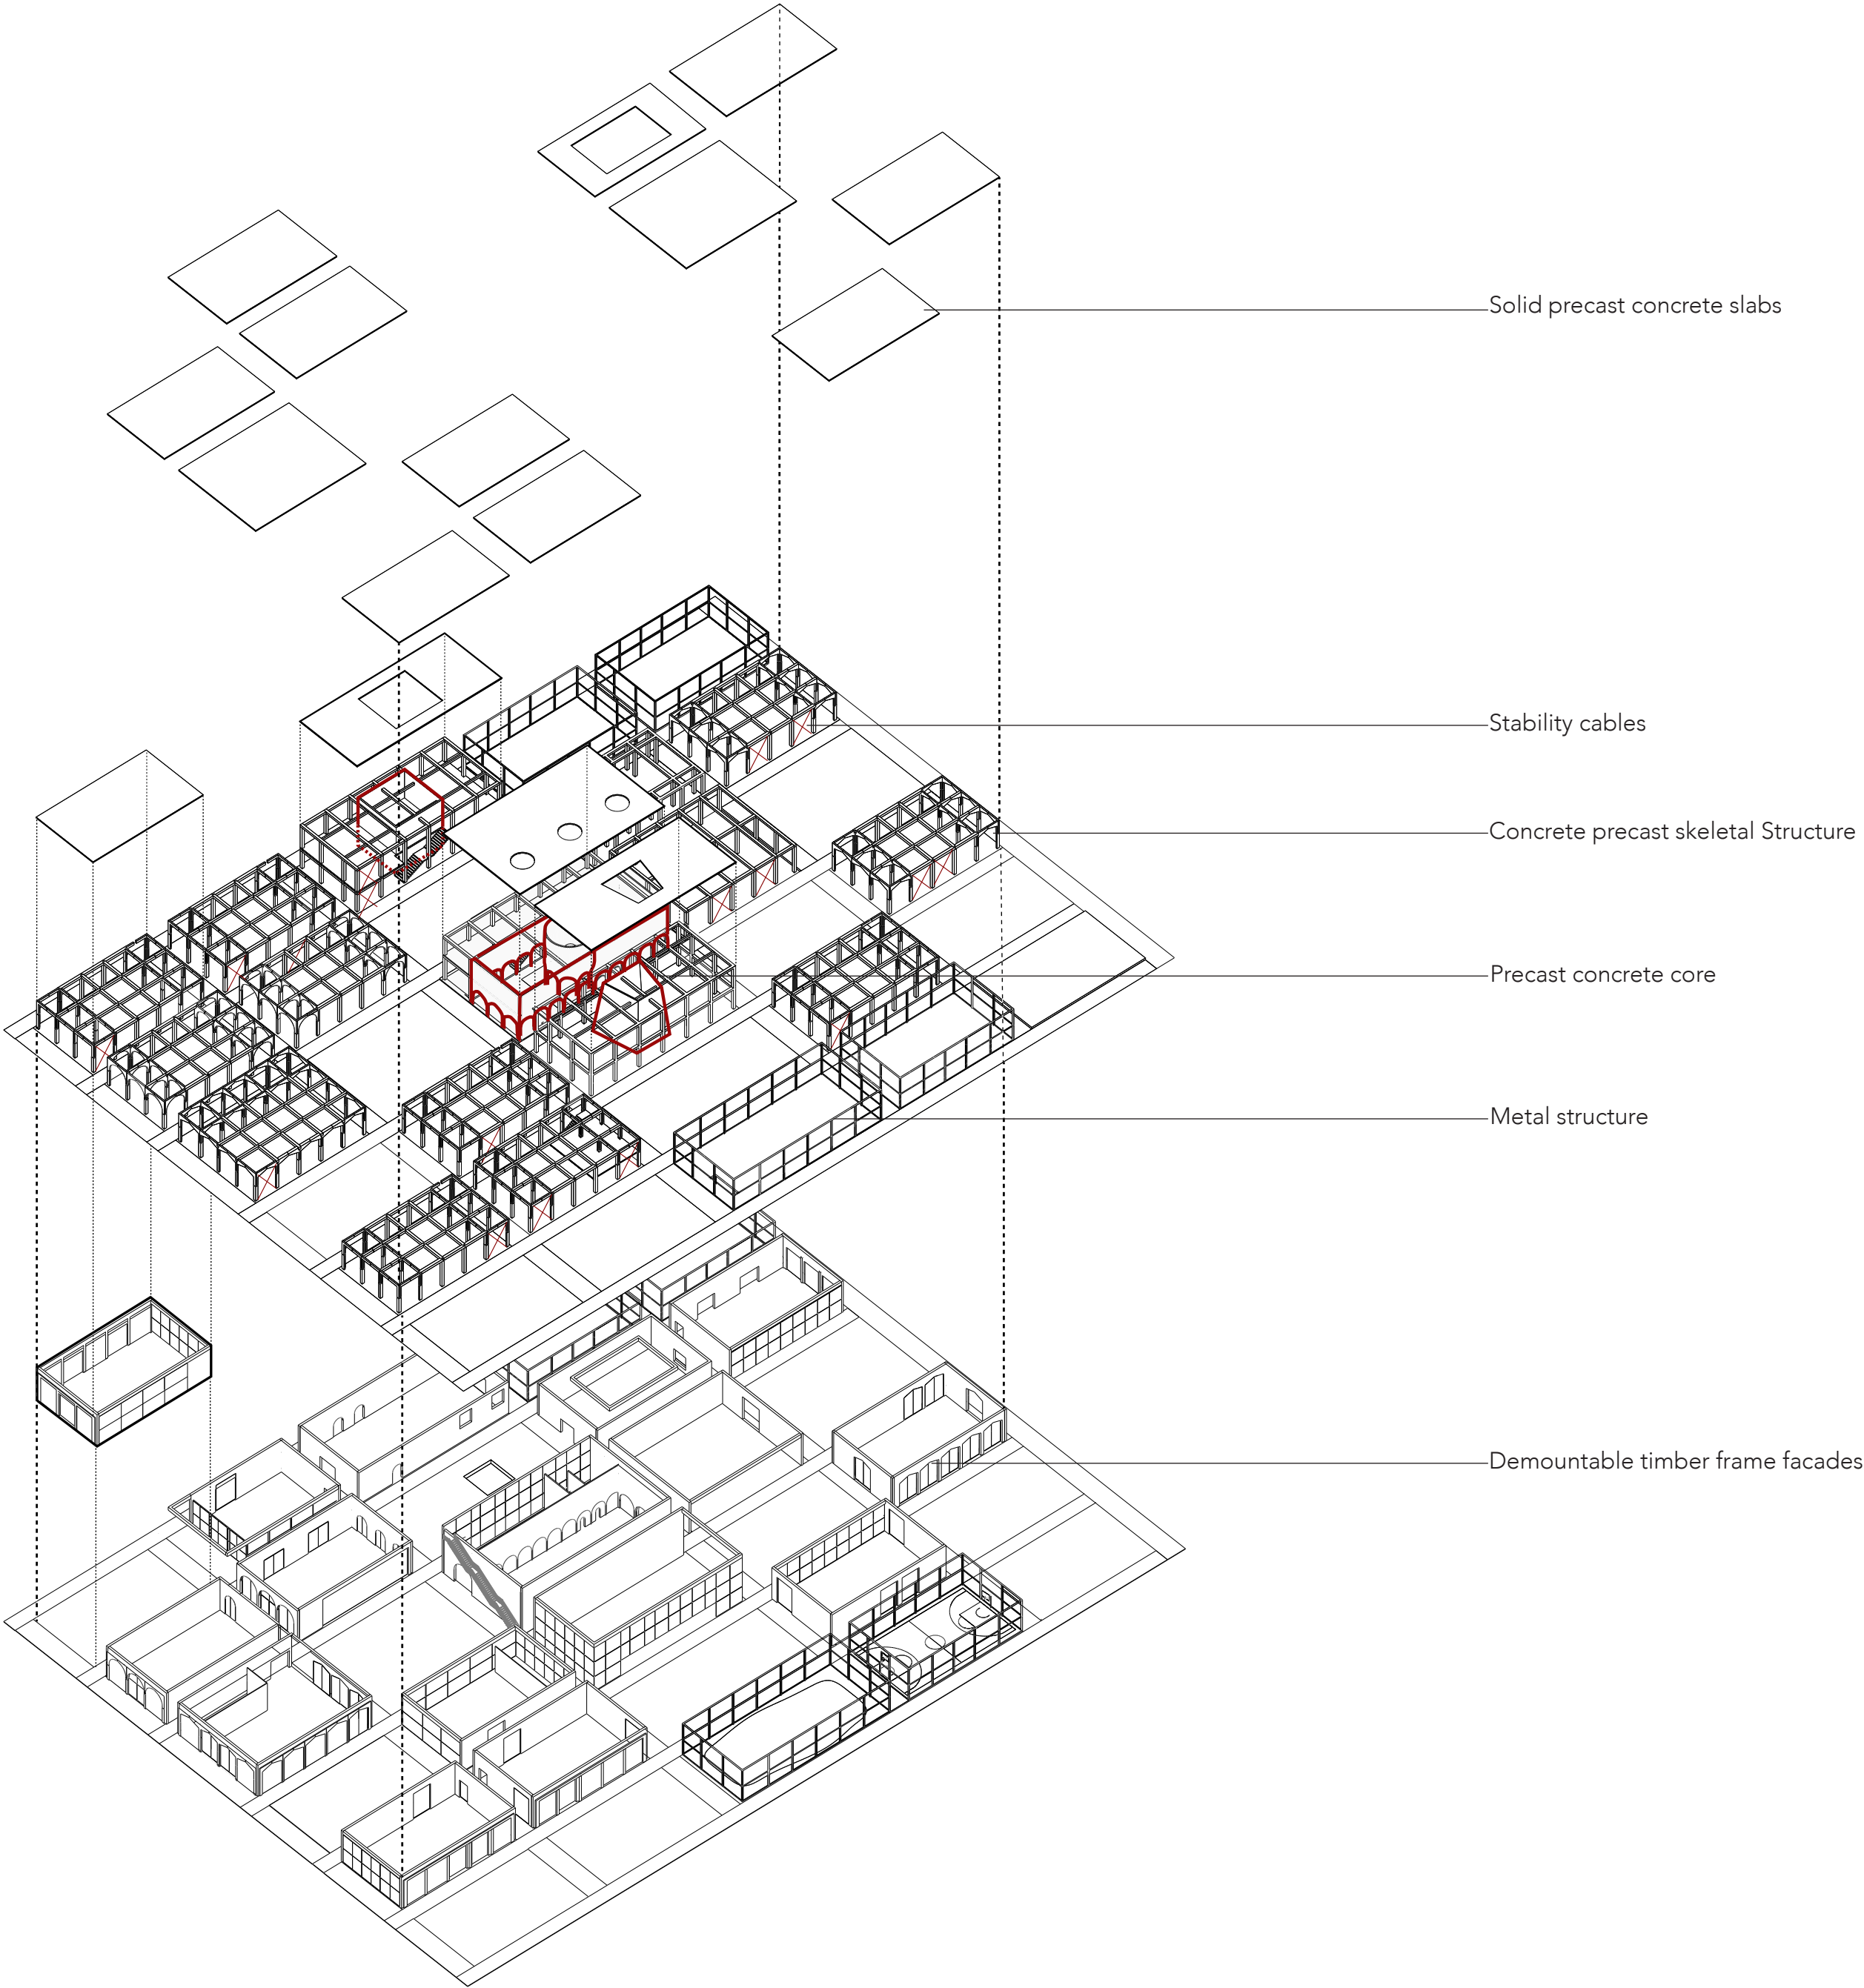 Solid precast concrete slabs
Stability cables
Concrete precast skeletal Structure
Precast concrete core
Metal structure
Demountable timber frame facades